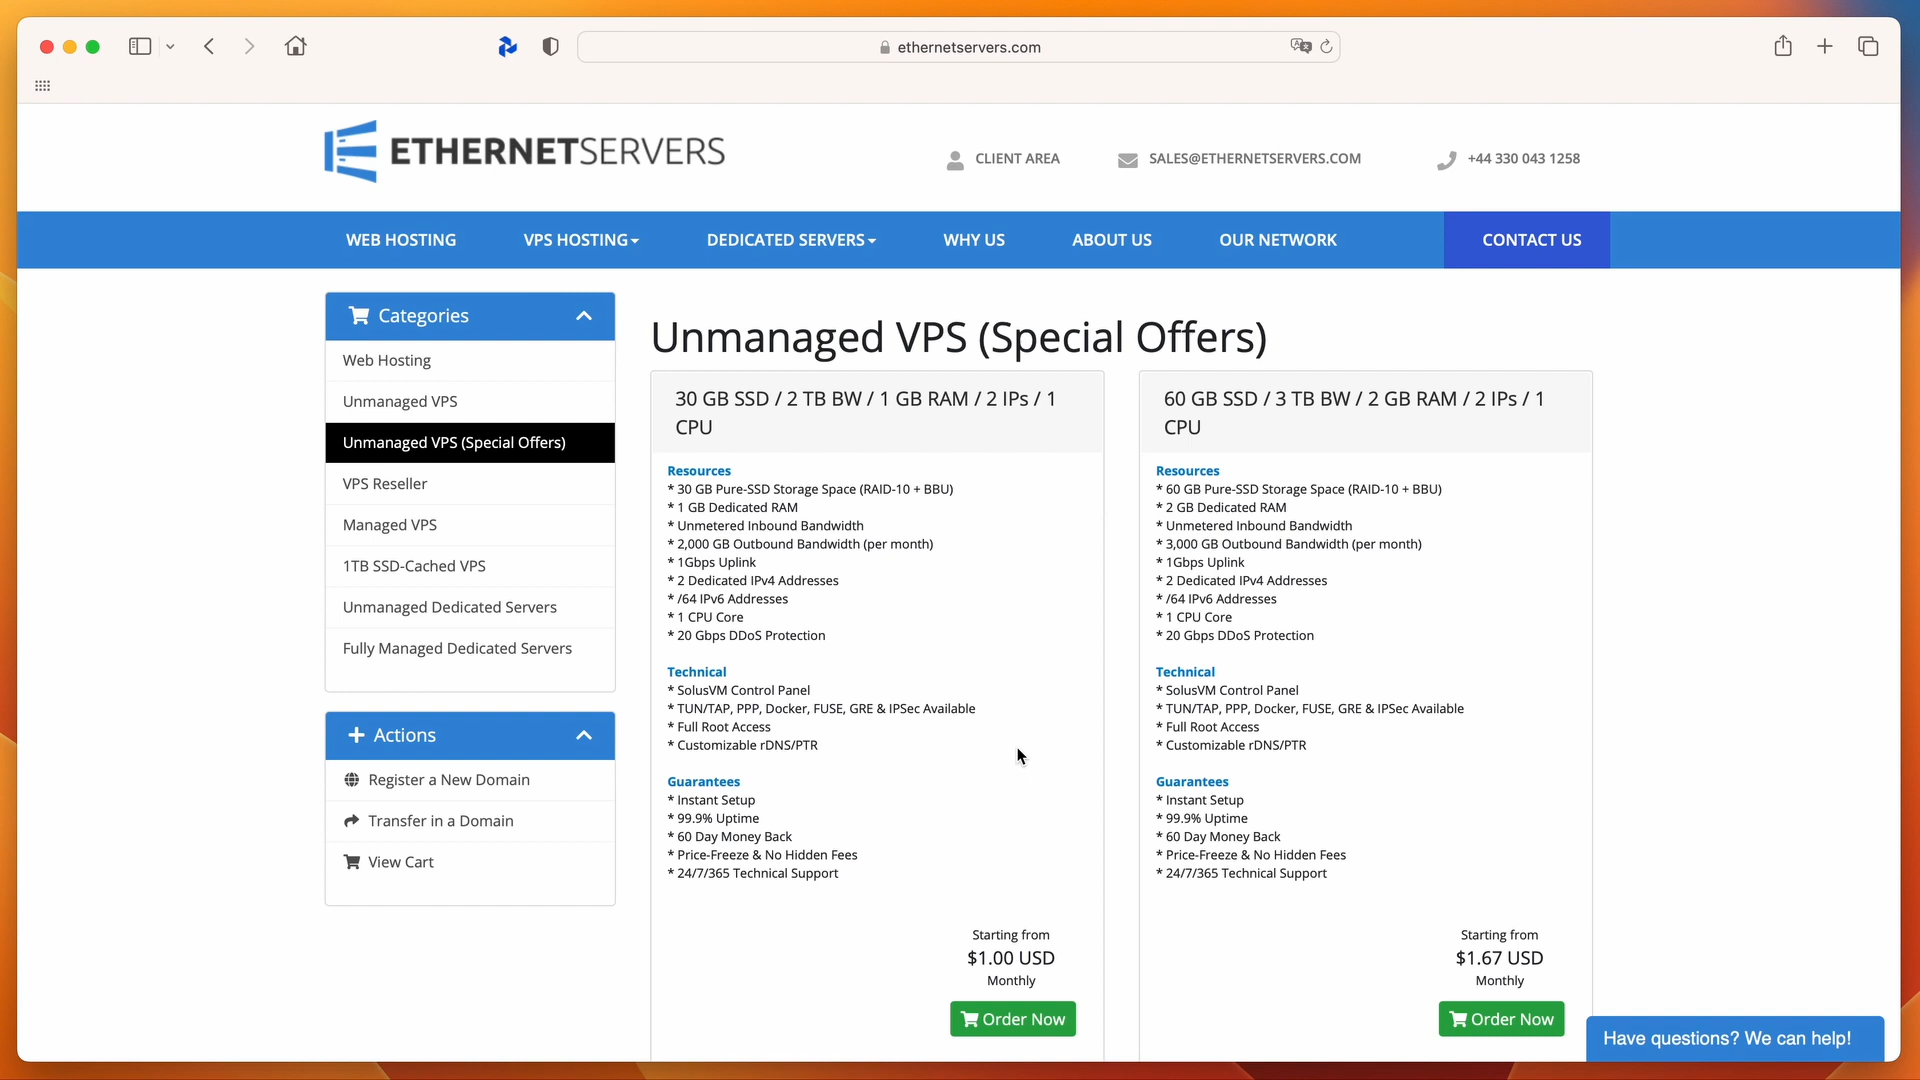 ethernetservers.com
ETHERNETSERVERS
CLIENT AREA
SALES@ETHERNETSERVERS.COM
+44 330 043 1258
WEB HOSTING
VPS HOSTING
DEDICATED SERVERS
WHY US
ABOUT US
OUR NETWORK
CONTACT US
Categories
Web Hosting
Unmanaged VPS
Unmanaged VPS (Special Offers)
VPS Reseller
Managed VPS
1TB SSD-Cached VPS
Unmanaged Dedicated Servers
Fully Managed Dedicated Servers
Actions
Register a New Domain
Transfer in a Domain
View Cart
Unmanaged VPS (Special Offers)
30 GB SSD / 2 TB BW / 1 GB RAM / 2 IPs / 1
CPU
Resources
* 30 GB Pure-SSD Storage Space (RAID-10 + BBU)
* 1 GB Dedicated RAM
* Unmetered Inbound Bandwidth
* 2,000 GB Outbound Bandwidth (per month)
* 1Gbps Uplink
* 2 Dedicated IPv4 Addresses
* /64 IPv6 Addresses
* 1 CPU Core
* 20 Gbps DDoS Protection
Technical
* SolusVM Control Panel
* TUN/TAP, PPP, Docker, FUSE, GRE & IPSec Available
* Full Root Access
* Customizable rDNS/PTR
Guarantees
* Instant Setup
* 99.9% Uptime
* 60 Day Money Back
* Price-Freeze & No Hidden Fees
* 24/7/365 Technical Support
Starting from
$1.00 USD
Monthly
Order Now
60 GB SSD / 3 TB BW / 2 GB RAM / 2 IPs / 1
CPU
Resources
* 60 GB Pure-SSD Storage Space (RAID-10 + BBU)
* 2 GB Dedicated RAM
* Unmetered Inbound Bandwidth
* 3,000 GB Outbound Bandwidth (per month)
* 1Gbps Uplink
* 2 Dedicated IPv4 Addresses
* /64 IPv6 Addresses
* 1 CPU Core
* 20 Gbps DDoS Protection
Technical
* SolusVM Control Panel
* TUN/TAP, PPP, Docker, FUSE, GRE & IPSec Available
* Full Root Access
* Customizable rDNS/PTR
Guarantees
* Instant Setup
* 99.9% Uptime
* 60 Day Money Back
* Price-Freeze & No Hidden Fees
* 24/7/365 Technical Support
Starting from
$1.67 USD
Monthly
Order Now
Have questions? We can help!